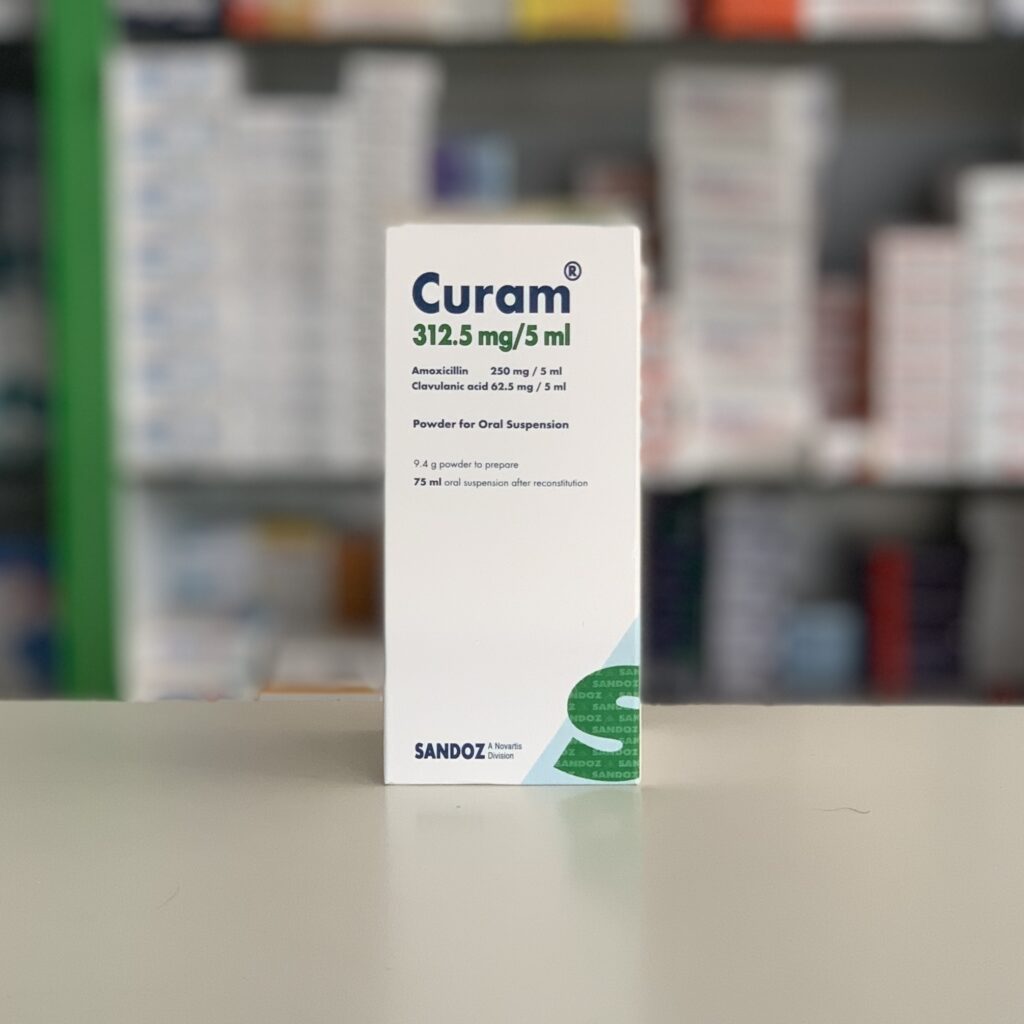 Curam®
312.5 mg/5 ml
Amoxicillin 250 mg / 5 ml
Clavulanic acid 62.5 mg / 5 ml
Powder for Oral Suspension
9.4 g powder to prepare
75 ml oral suspension after reconstitution
SANDOZ A Novartis
Division